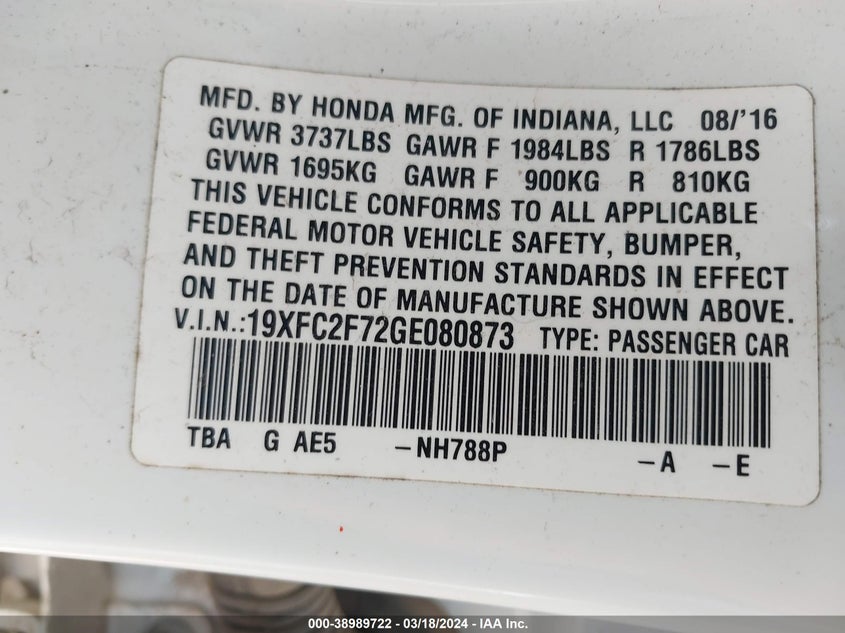 MFD. BY HONDA MFG. OF INDIANA, LLC 08/'16
GVWR 3737LBS GAWR F 1984LBS R 1786LBS
GVWR 1695KG GAWR F 900KG R 810KG
THIS VEHICLE CONFORMS TO ALL APPLICABLE
FEDERAL MOTOR VEHICLE SAFETY, BUMPER,
AND THEFT PREVENTION STANDARDS IN EFFECT
ON THE DATE OF MANUFACTURE SHOWN ABOVE.
V.I.N.:19XFC2F72GE080873 TYPE: PASSENGER CAR
TBA G AE5 -NH788P -A -E
000-38989722 - 03/18/2024 - IAA Inc.